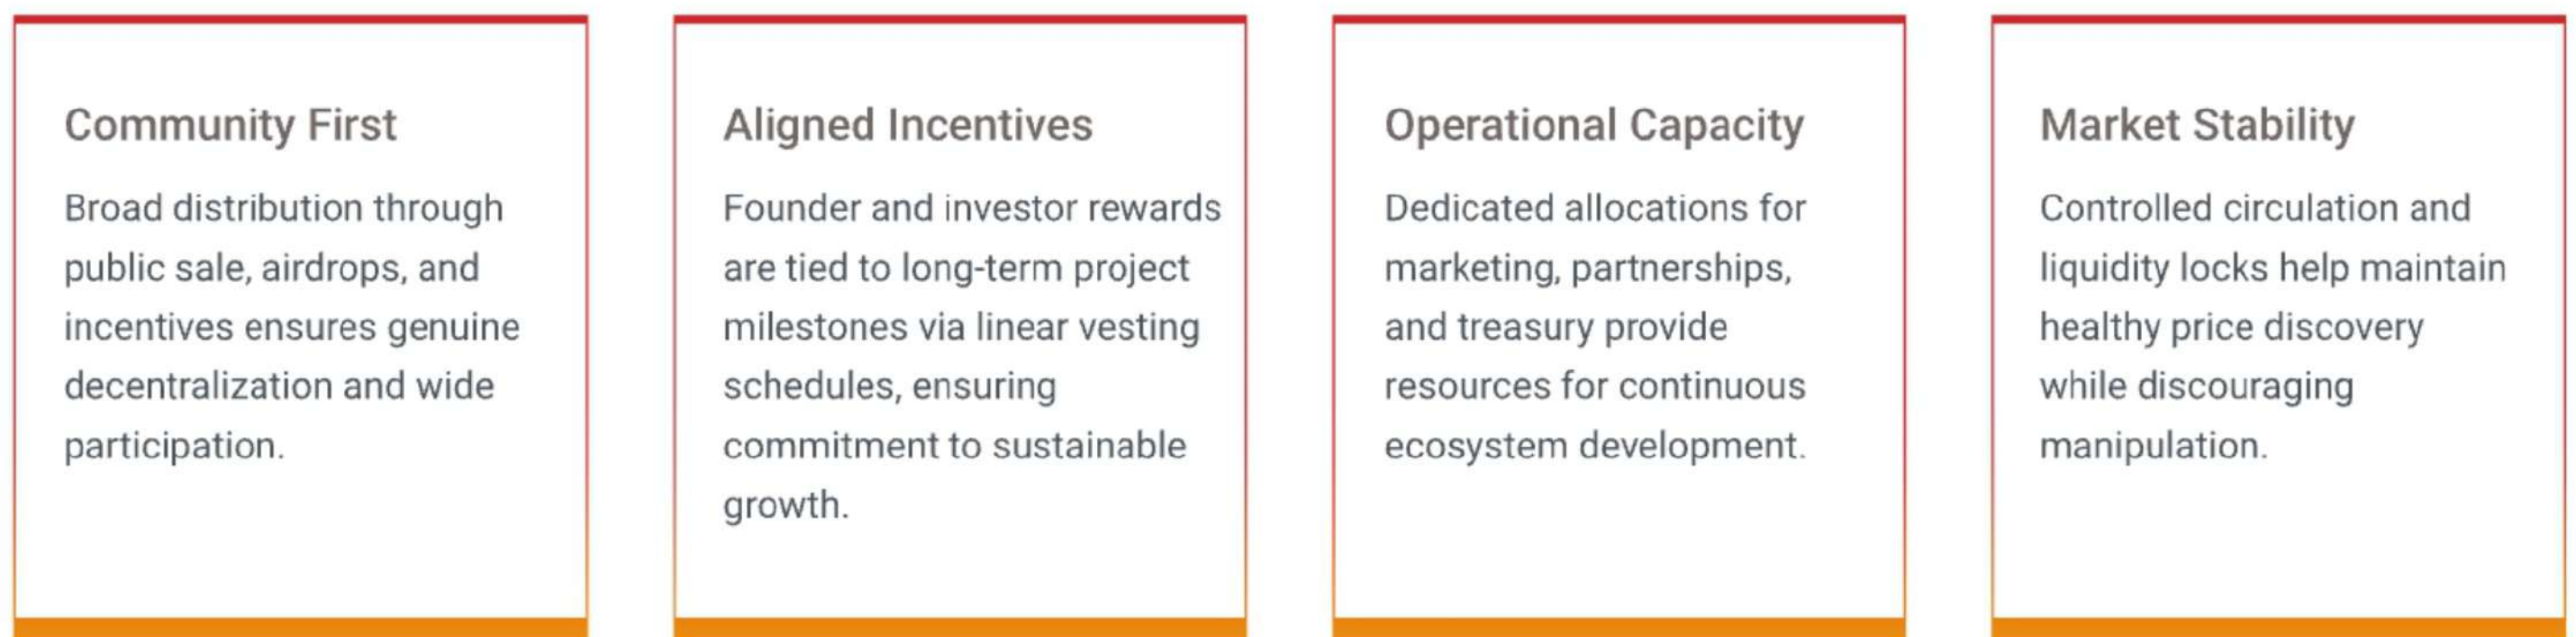 Community First
Broad distribution through
public sale, airdrops, and
incentives ensures genuine
decentralization and wide
participation.
Aligned Incentives
Founder and investor rewards
are tied to long-term project
milestones via linear vesting
schedules, ensuring
commitment to sustainable
growth.
Operational Capacity
Dedicated allocations for
marketing, partnerships,
and treasury provide
resources for continuous
ecosystem development.
Market Stability
Controlled circulation and
liquidity locks help maintain
healthy price discovery
while discouraging
manipulation.